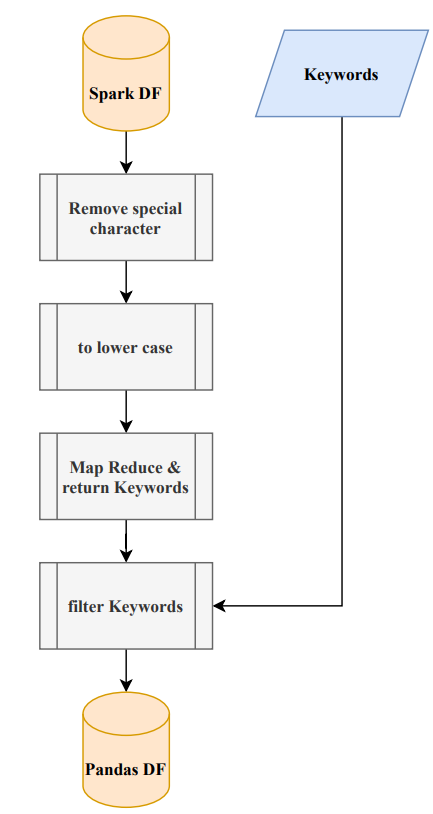 Spark DF
Keywords
Remove special
character
to lower case
Map Reduce &
return Keywords
filter Keywords
Pandas DF